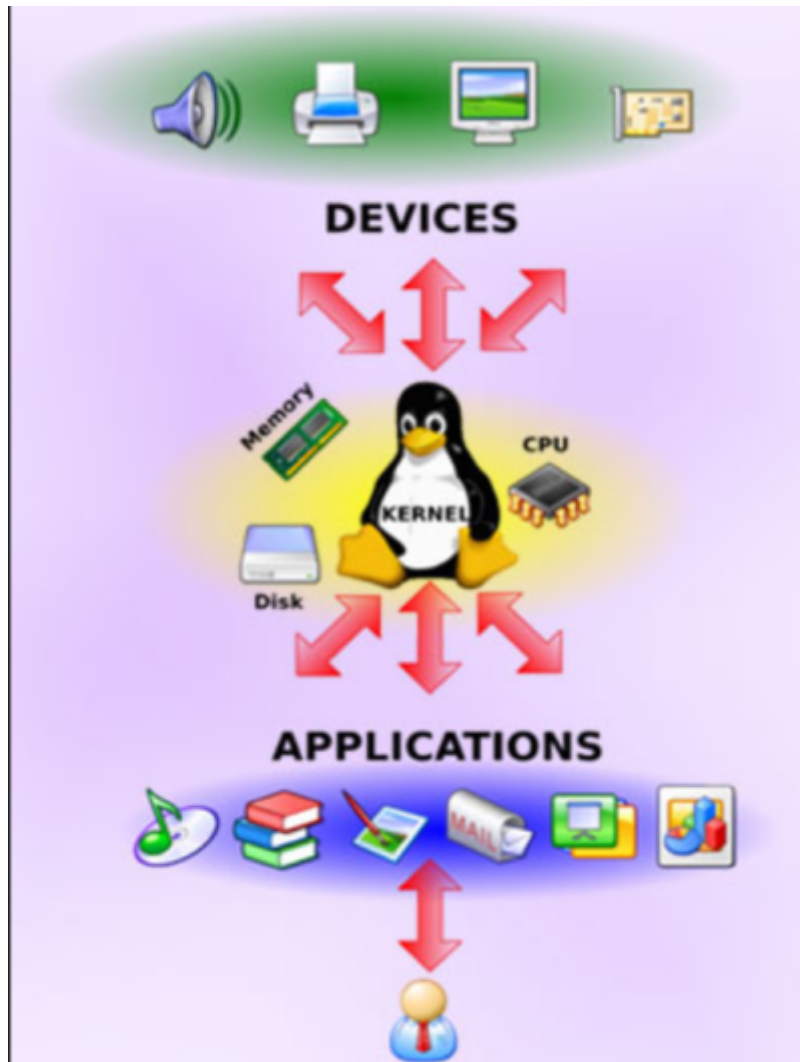 DEVICES
Memory
CPU
KERNEL
Disk
APPLICATIONS
MAIL